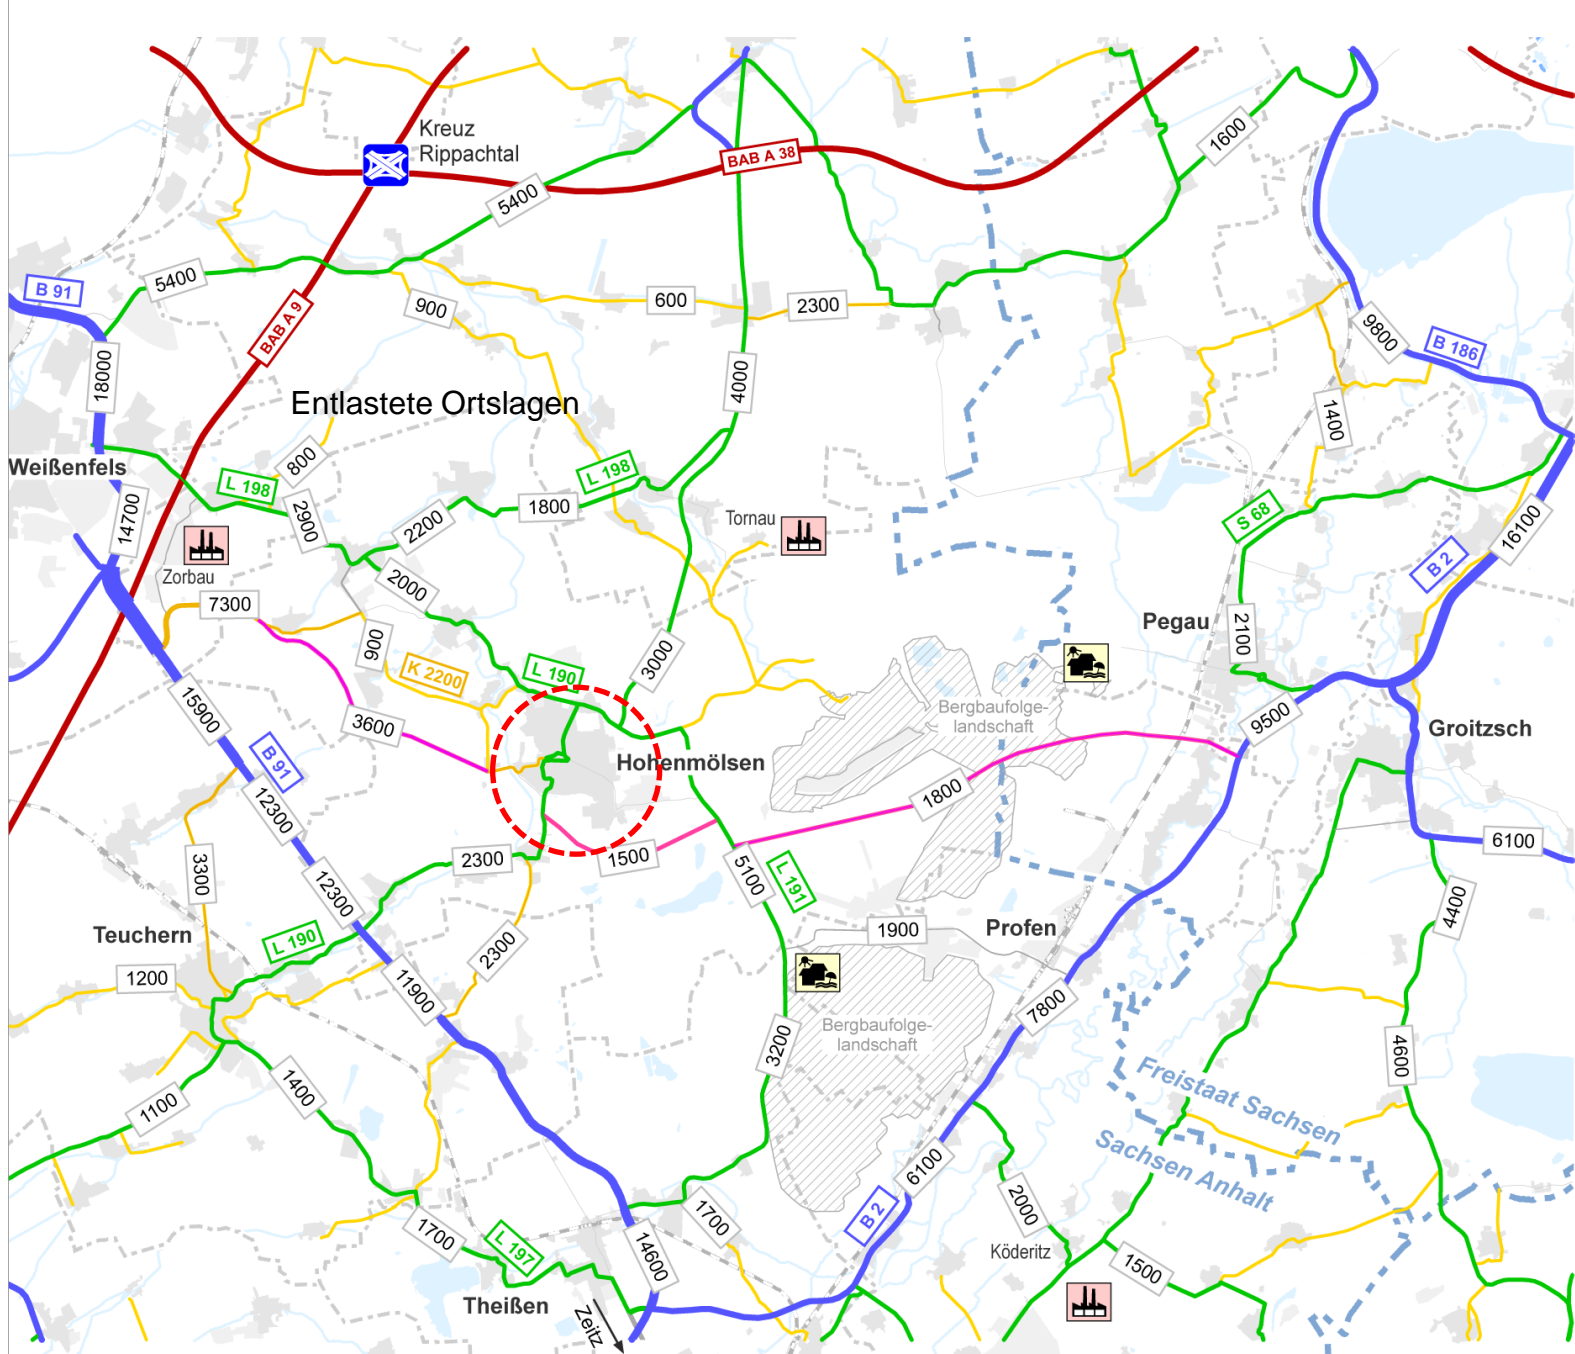 Kreuz
Rippachtal
BAB A 38
1600
5400
B 91
5400
900
600
2300
BAB A 9
9800
B 186
18000
4000
Entlastete Ortslagen
1400
800
Weißenfels
L 198
L 198
2900
2200
1800
14700
Tornau
S 68
16100
B 2
Zorbau
2000
7300
900
K 2200
L 190
3000
Pegau
2100
15900
3600
Bergbaufolge-
landschaft
9500
Groitzsch
B 91
Hohenmölsen
12300
1800
6100
3300
2300
1500
5100
L 191
12300
4400
Teuchern
L 190
2300
1900
Profen
1200
11900
7800
Bergbaufolge-
landschaft
3200
4600
1400
1100
Freistaat Sachsen
Sachsen Anhalt
6100
1700
L 197
1700
B 2
2000
14600
Köderitz
1500
Theißen
Zeitz